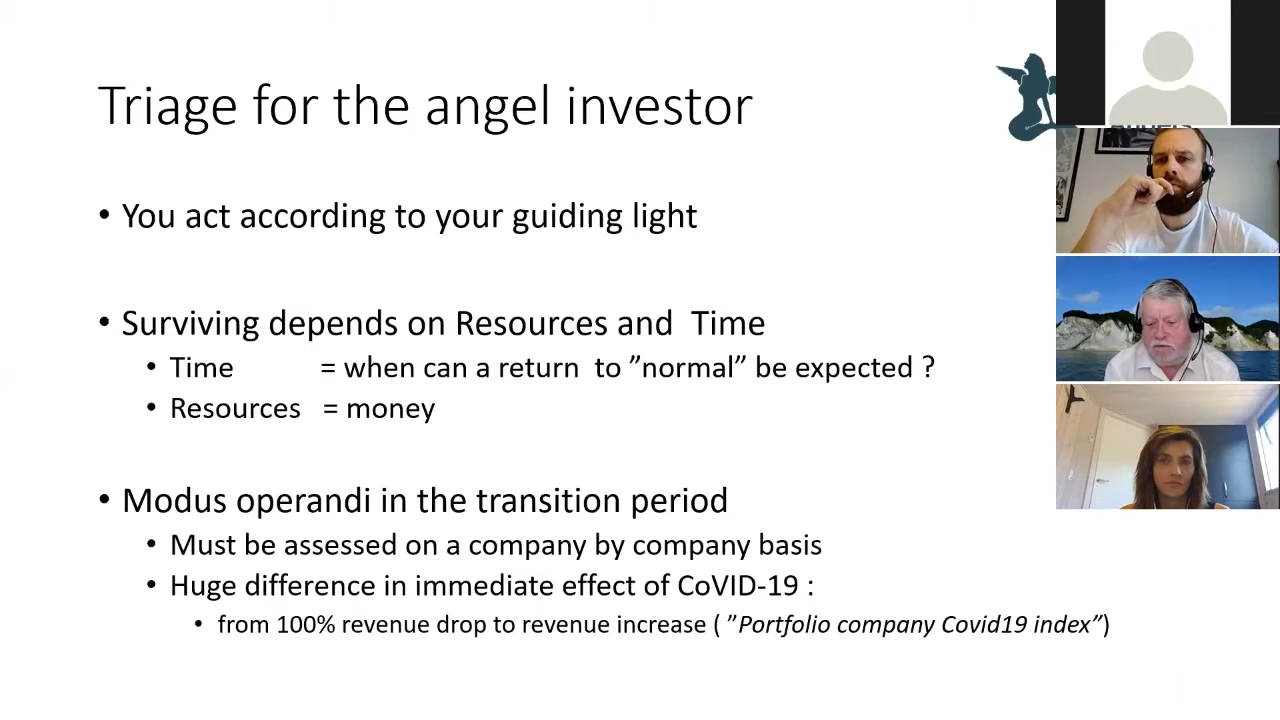 Triage for the angel investor
• You act according to your guiding light
• Surviving depends on Resources and Time
• Time = when can a return to ”normal” be expected ?
• Resources = money
• Modus operandi in the transition period
• Must be assessed on a company by company basis
• Huge difference in immediate effect of CoVID-19 :
• from 100% revenue drop to revenue increase ( ”Portfolio company Covid19 index”)